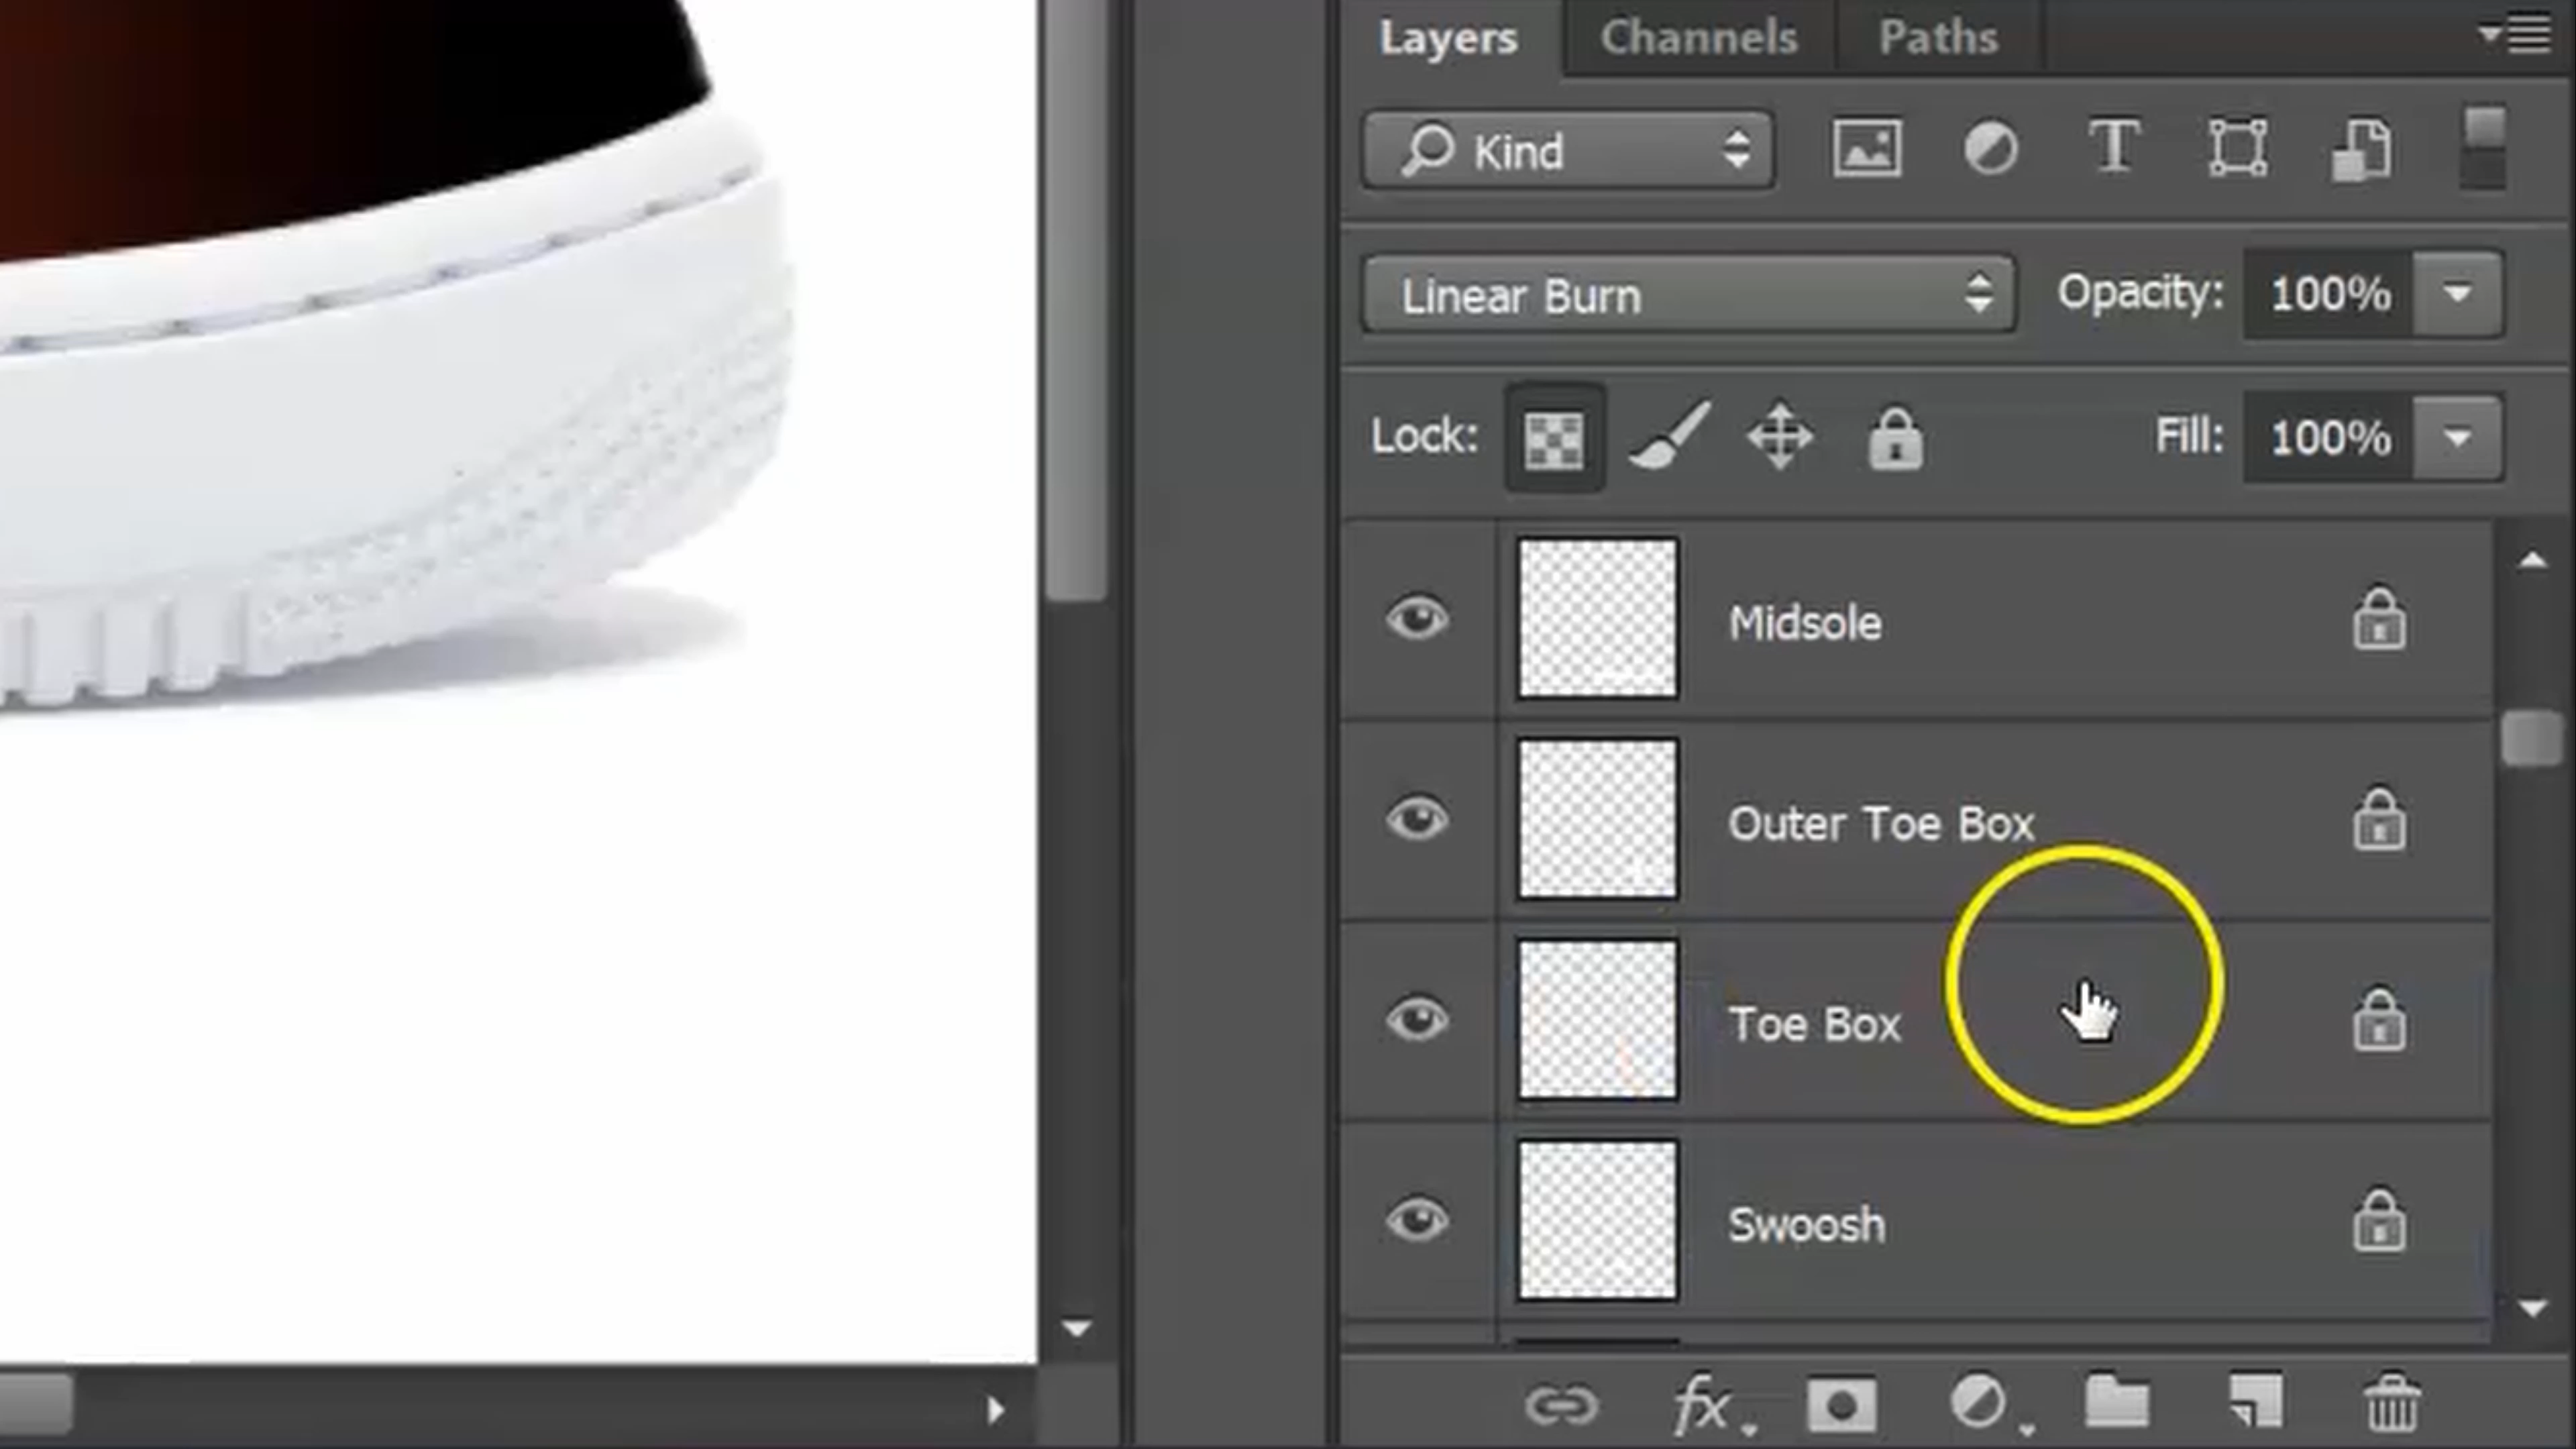 Layers Channels Paths
Kind T
Linear Burn Opacity: 100%
Lock: Fill: 100%
Midsole
Outer Toe Box
Toe Box
Swoosh
fx